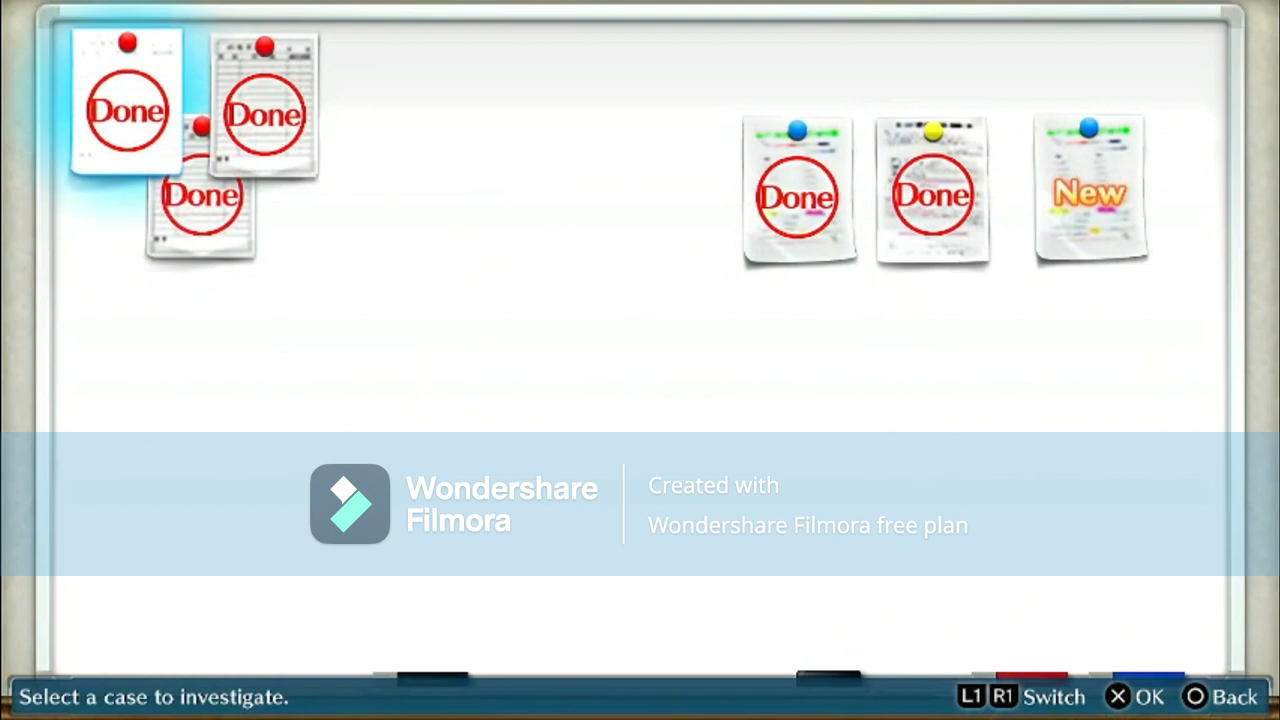 Done
Done
Done
Done
Done
New
Wondershare
Filmora
Created with
Wondershare Filmora free plan
Select a case to investigate.
L1 R1 Switch X OK O Back